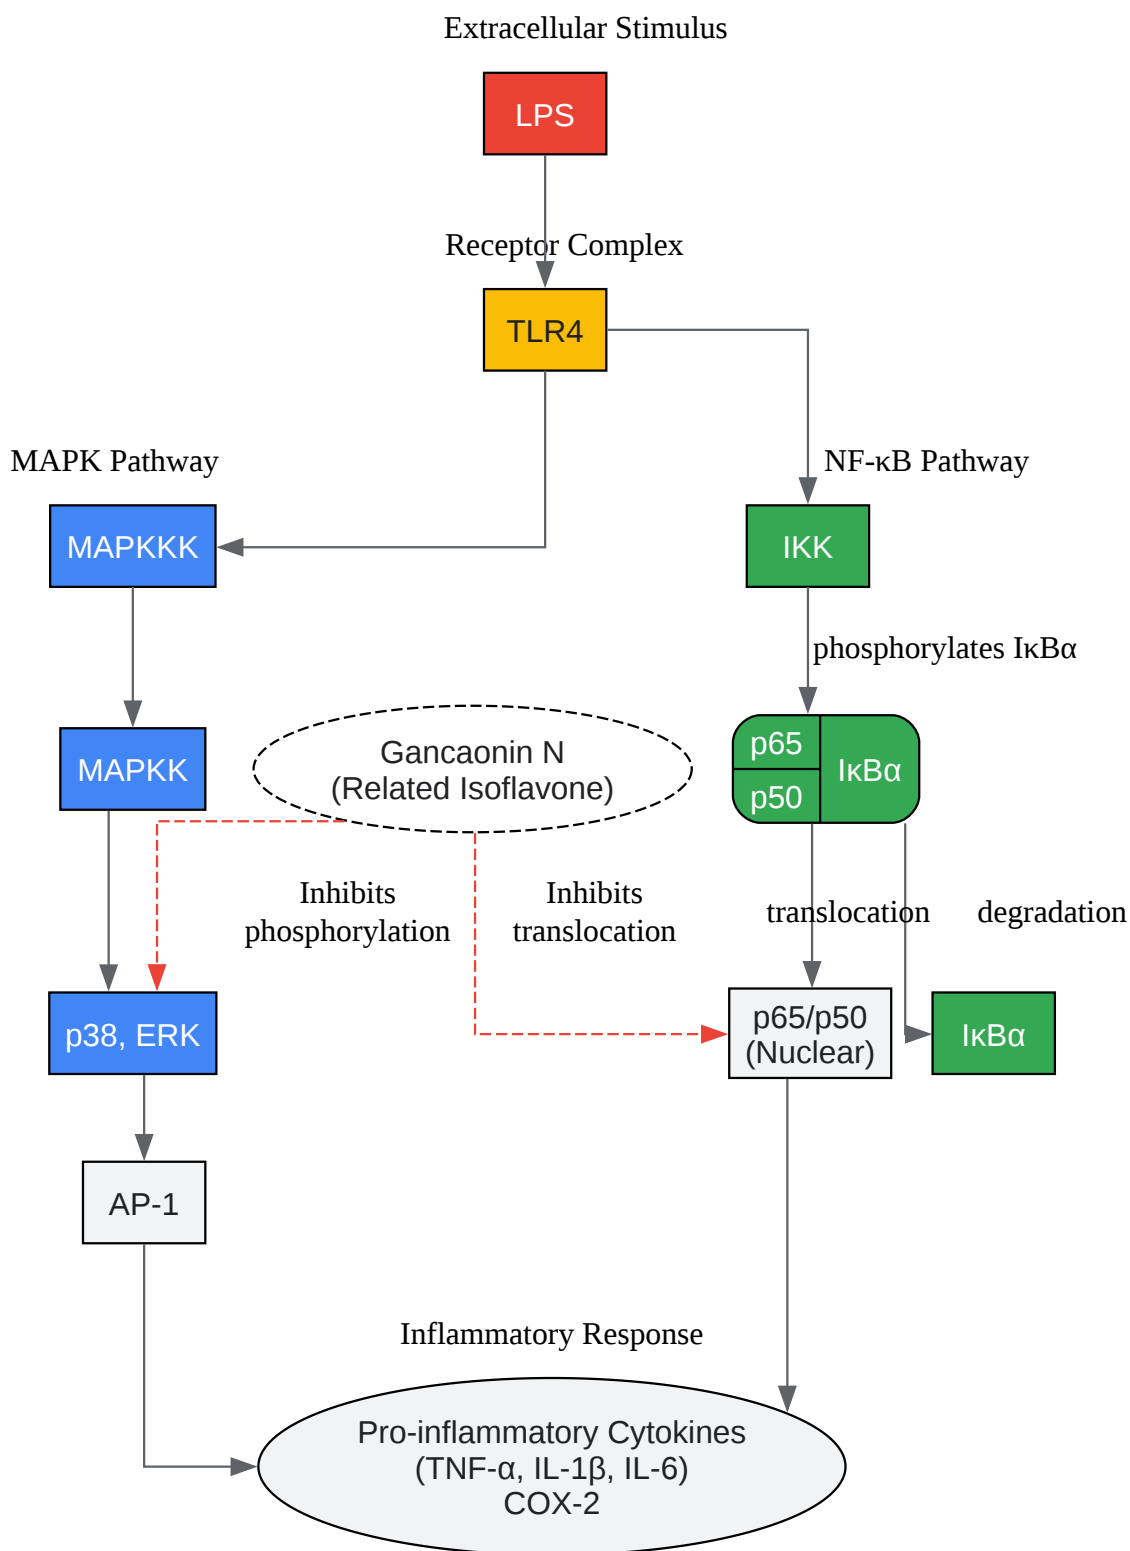 Extracellular Stimulus
LPS
Receptor Complex
TLR4
MAPK Pathway
NF-κB Pathway
MAPKKK
IKK
phosphorylates IκBα
MAPKK
Gancaonin N
(Related Isoflavone)
p65
p50
IκBα
Inhibits
phosphorylation
Inhibits
translocation
translocation
degradation
p38, ERK
p65/p50
(Nuclear)
IκBα
AP-1
Inflammatory Response
Pro-inflammatory Cytokines
(TNF-α, IL-1β, IL-6)
COX-2